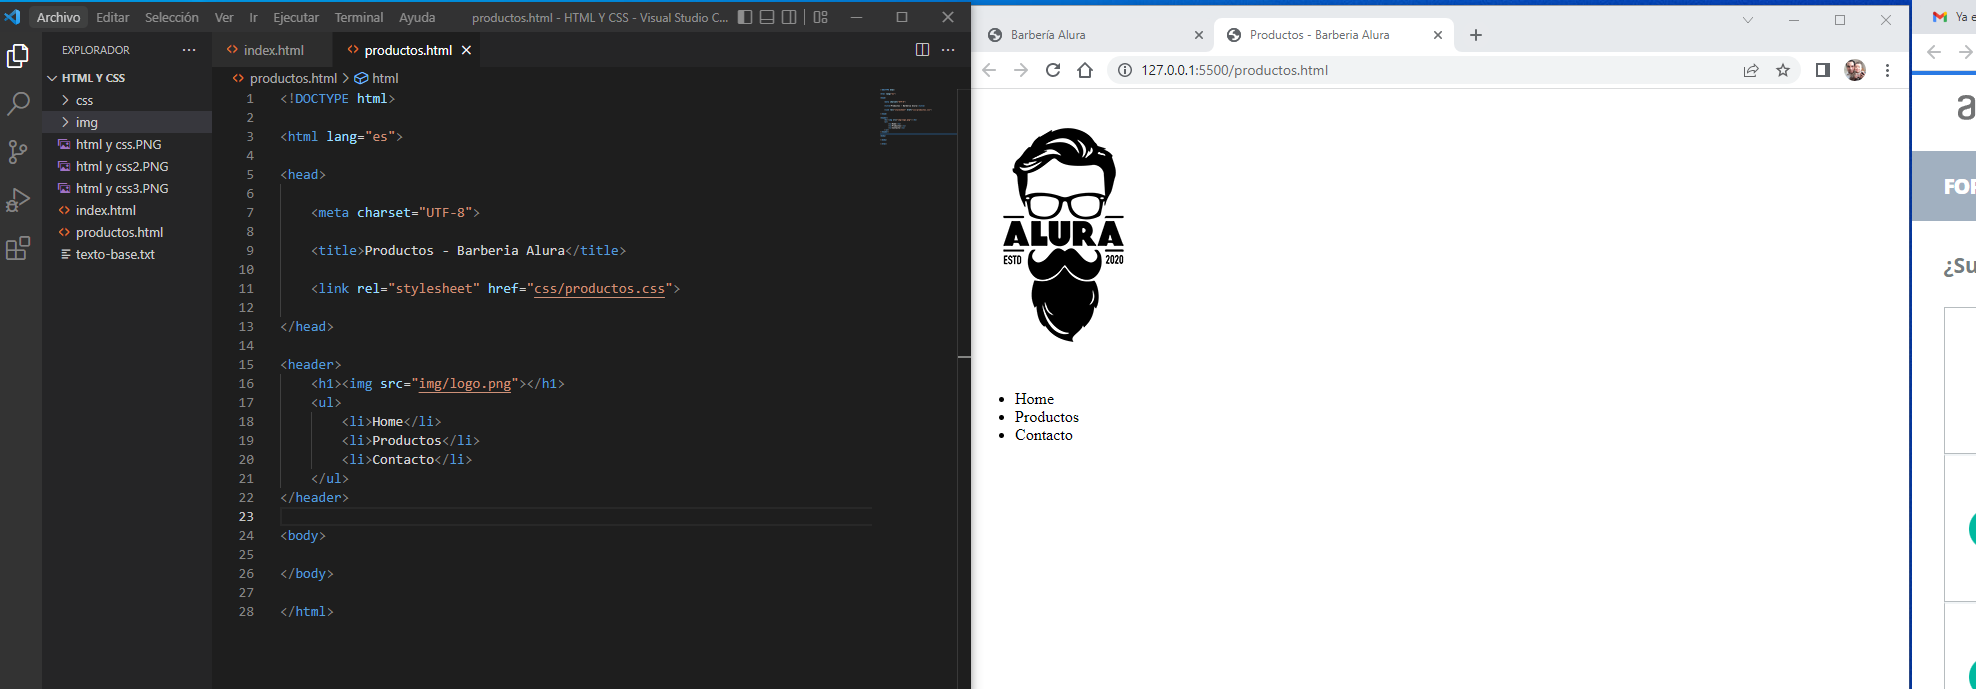 Archivo Editar Selección Ver Ir Ejecutar Terminal Ayuda productos.html - HTML Y CSS - Visual Studio C...
EXPLORADOR
HTML Y CSS
css
img
html y css.PNG
html y css2.PNG
html y css3.PNG
index.html
productos.html
texto-base.txt
index.html productos.html
productos.html > html
1 <!DOCTYPE html>
2
3 <html lang="es">
4
5 <head>
6
7 <meta charset="UTF-8">
8
9 <title>Productos - Barberia Alura</title>
10
11 <link rel="stylesheet" href="css/productos.css">
12
13 </head>
14
15 <header>
16 <h1><img src="img/logo.png"></h1>
17 <ul>
18 <li>Home</li>
19 <li>Productos</li>
20 <li>Contacto</li>
21 </ul>
22 </header>
23
24 <body>
25
26 </body>
27
28 </html>
Barbería Alura Productos - Barberia Alura
127.0.0.1:5500/productos.html
ALURA
ESTD 2020
Home
Productos
Contacto
Ya e
a
FOR
¿Su